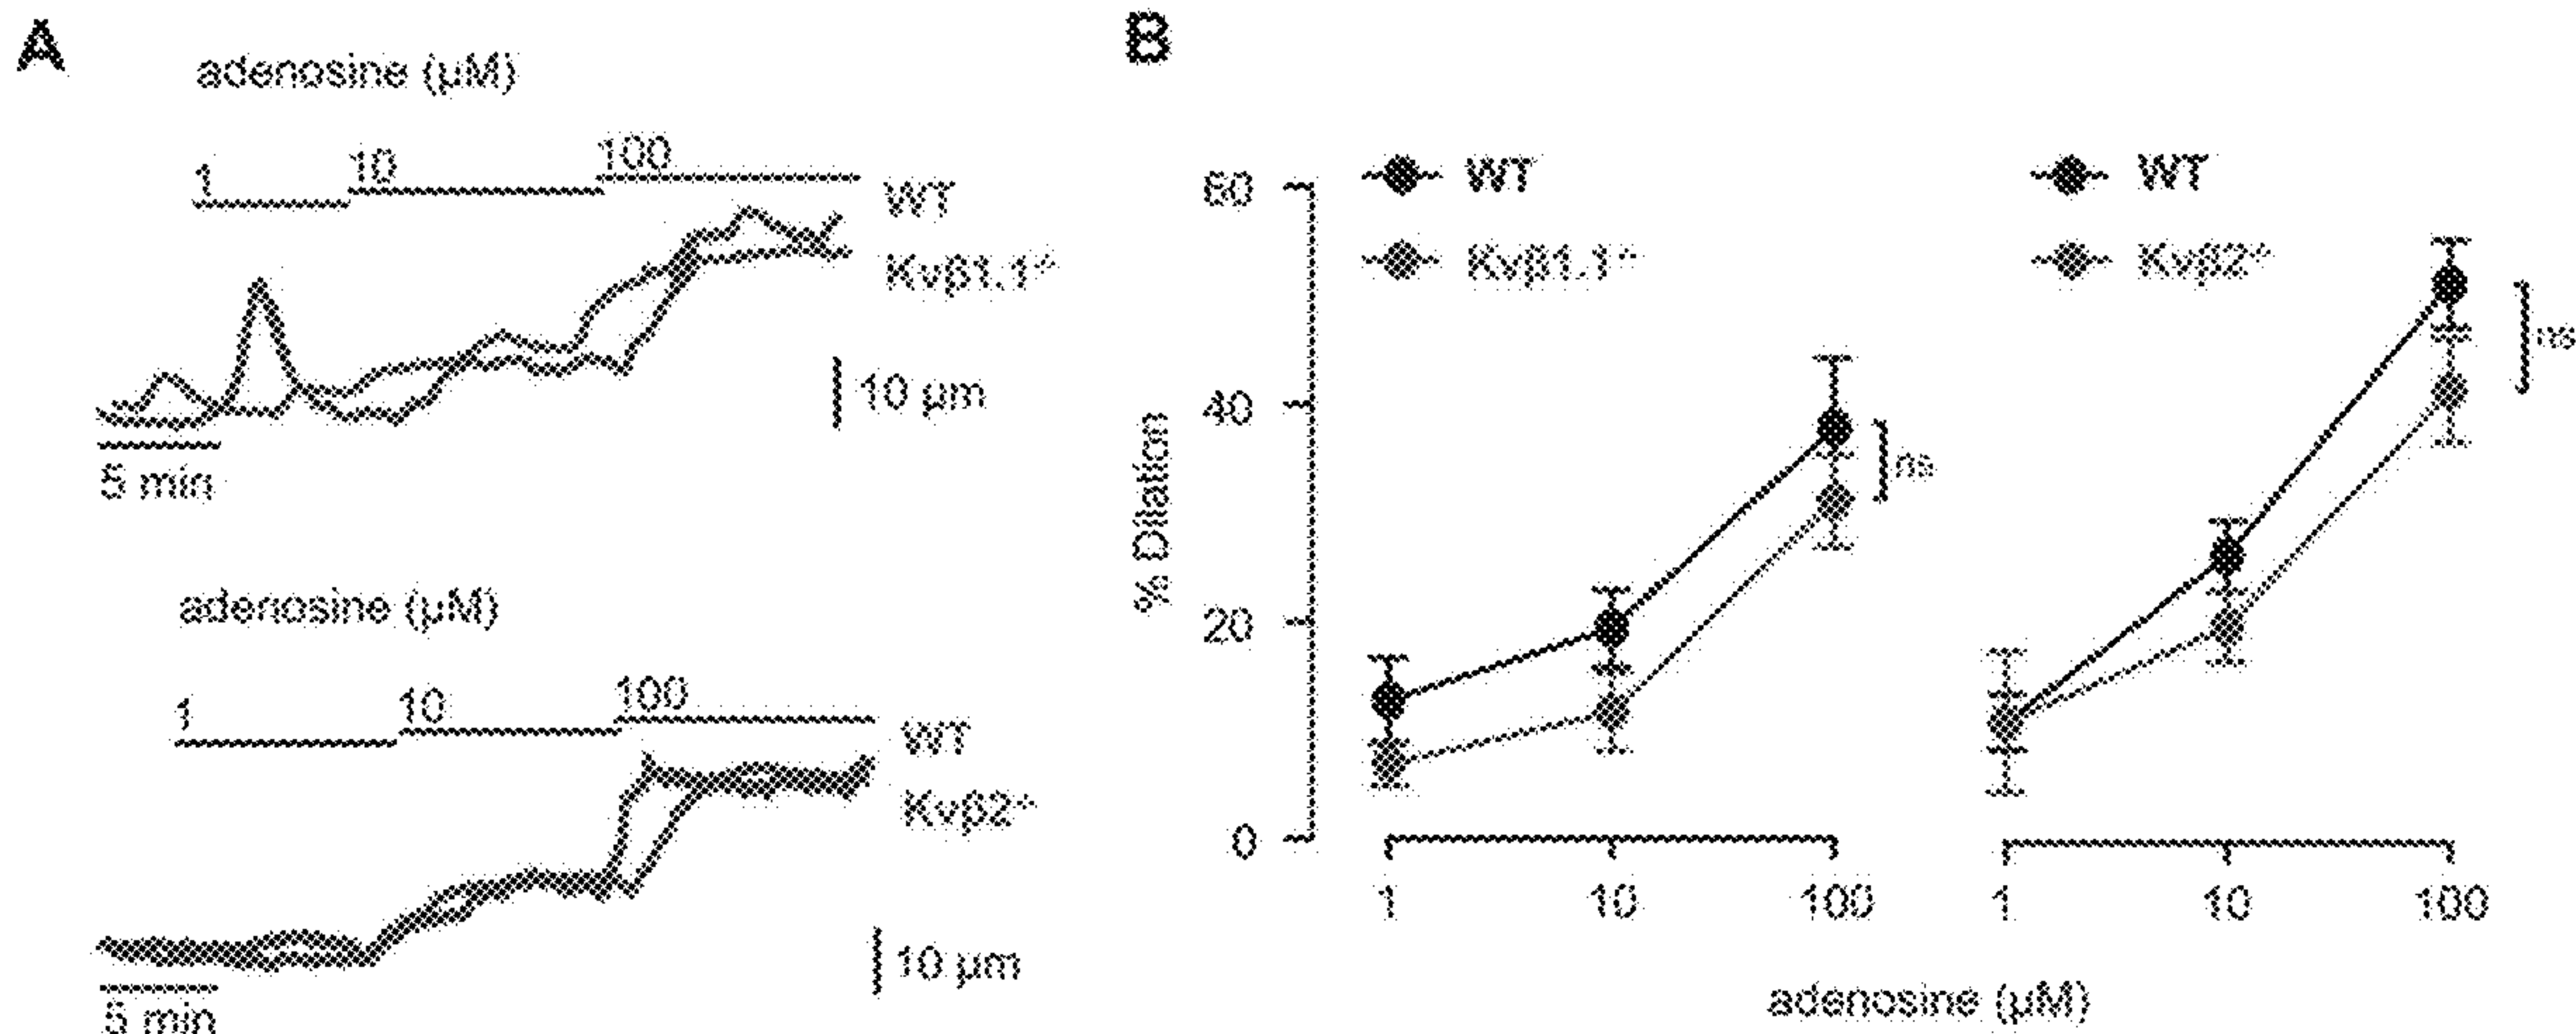 A
adenosine (µM)
1 10 100
WT
Kvβ1.1⁻/⁻
10 µm
5 min
adenosine (µM)
1 10 100
WT
Kvβ2⁻/⁻
10 µm
5 min
B
WT
Kvβ1.1⁻/⁻
WT
Kvβ2⁻/⁻
% Dilation
60
40
20
0
ns
ns
1 10 100
1 10 100
adenosine (µM)